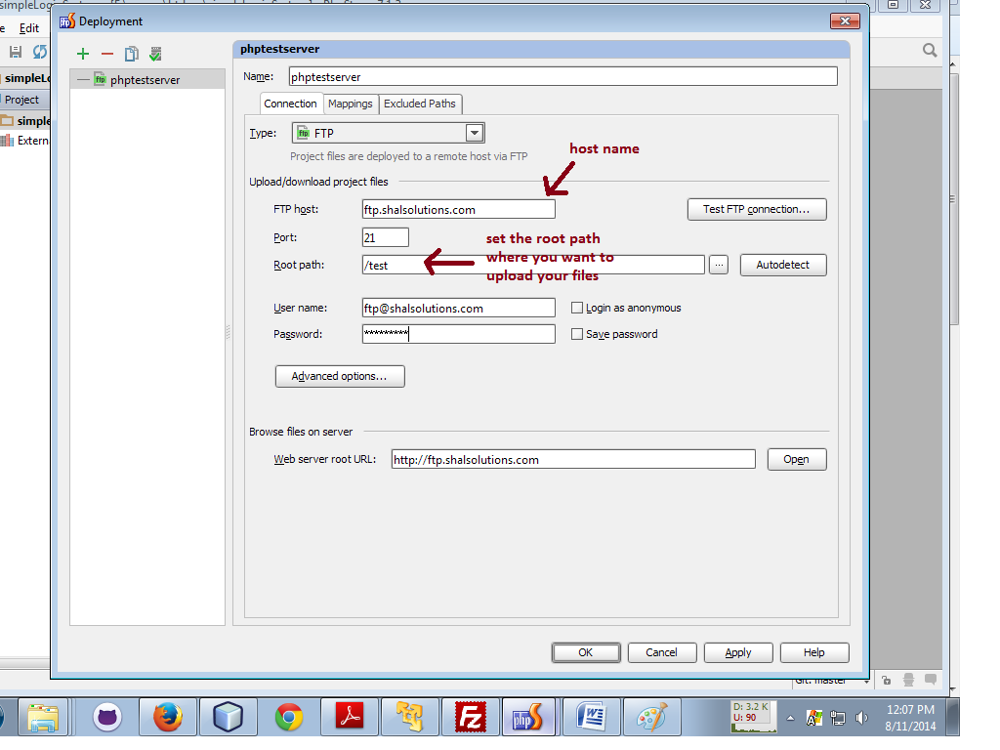 Deployment
Edit
simpleLo
Project
simple
Extern
ftp phptestserver
phptestserver
Name: phptestserver
Connection Mappings Excluded Paths
Type: ftp FTP
Project files are deployed to a remote host via FTP
host name
Upload/download project files
FTP host: ftp.shalsolutions.com Test FTP connection...
Port: 21
set the root path
where you want to
upload your files
Root path: /test ... Autodetect
User name: ftp@shalsolutions.com Login as anonymous
Password: ********* Save password
Advanced options...
Browse files on server
Web server root URL: http://ftp.shalsolutions.com Open
OK Cancel Apply Help
Git: master
D: 3.2 K
U: 90
12:07 PM
8/11/2014